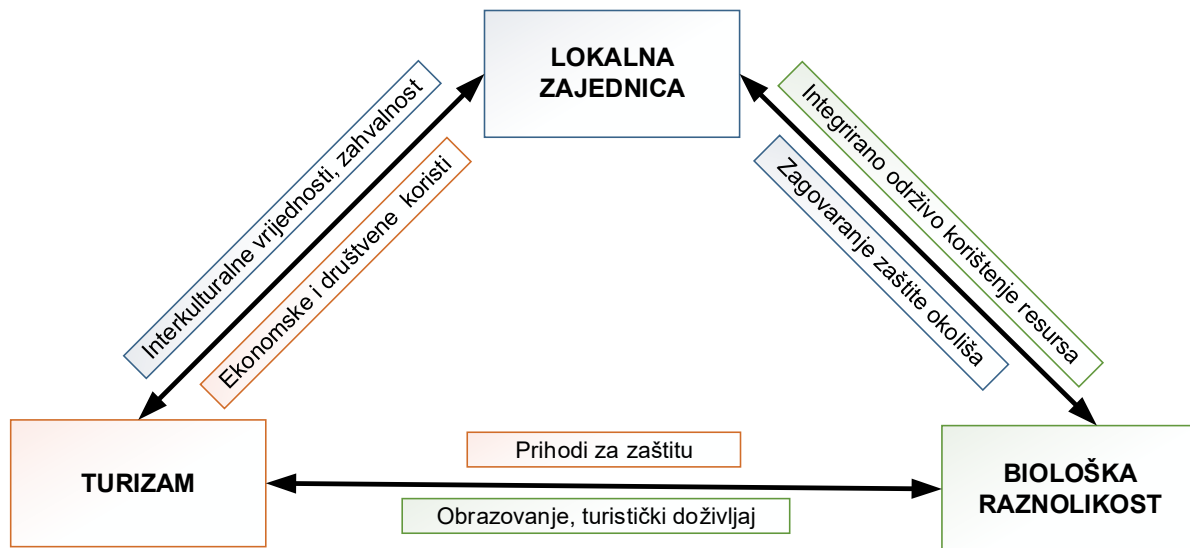 LOKALNA
ZAJEDNICA
Interkulturalne vrijednosti, zahvalnost
Ekonomske i društvene koristi
Integrirano održivo korištenje resursa
Zagovaranje zaštite okoliša
TURIZAM
Prihodi za zaštitu
Obrazovanje, turistički doživljaj
BIOLOŠKA
RAZNOLIKOST